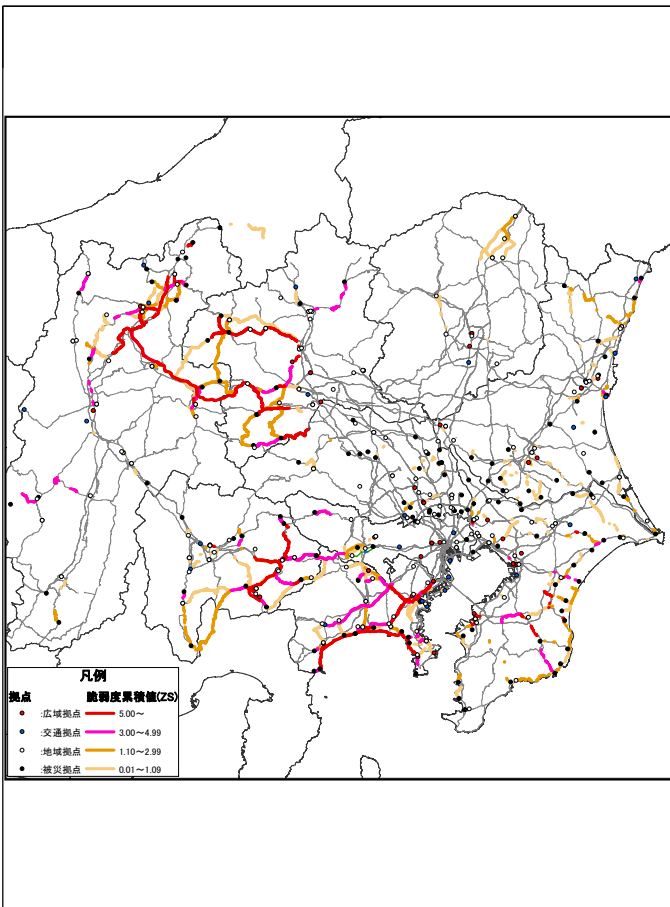 凡例
拠点 脆弱度累積値(ZS)
:広域拠点 5.00～
:交通拠点 3.00～4.99
:地域拠点 1.10～2.99
:被災拠点 0.01～1.09